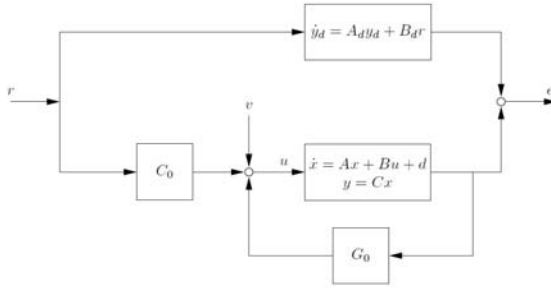 ẏ_d = A_d y_d + B_d r
r
e
v
u
C_0
ẋ = Ax + Bu + d
y = Cx
G_0